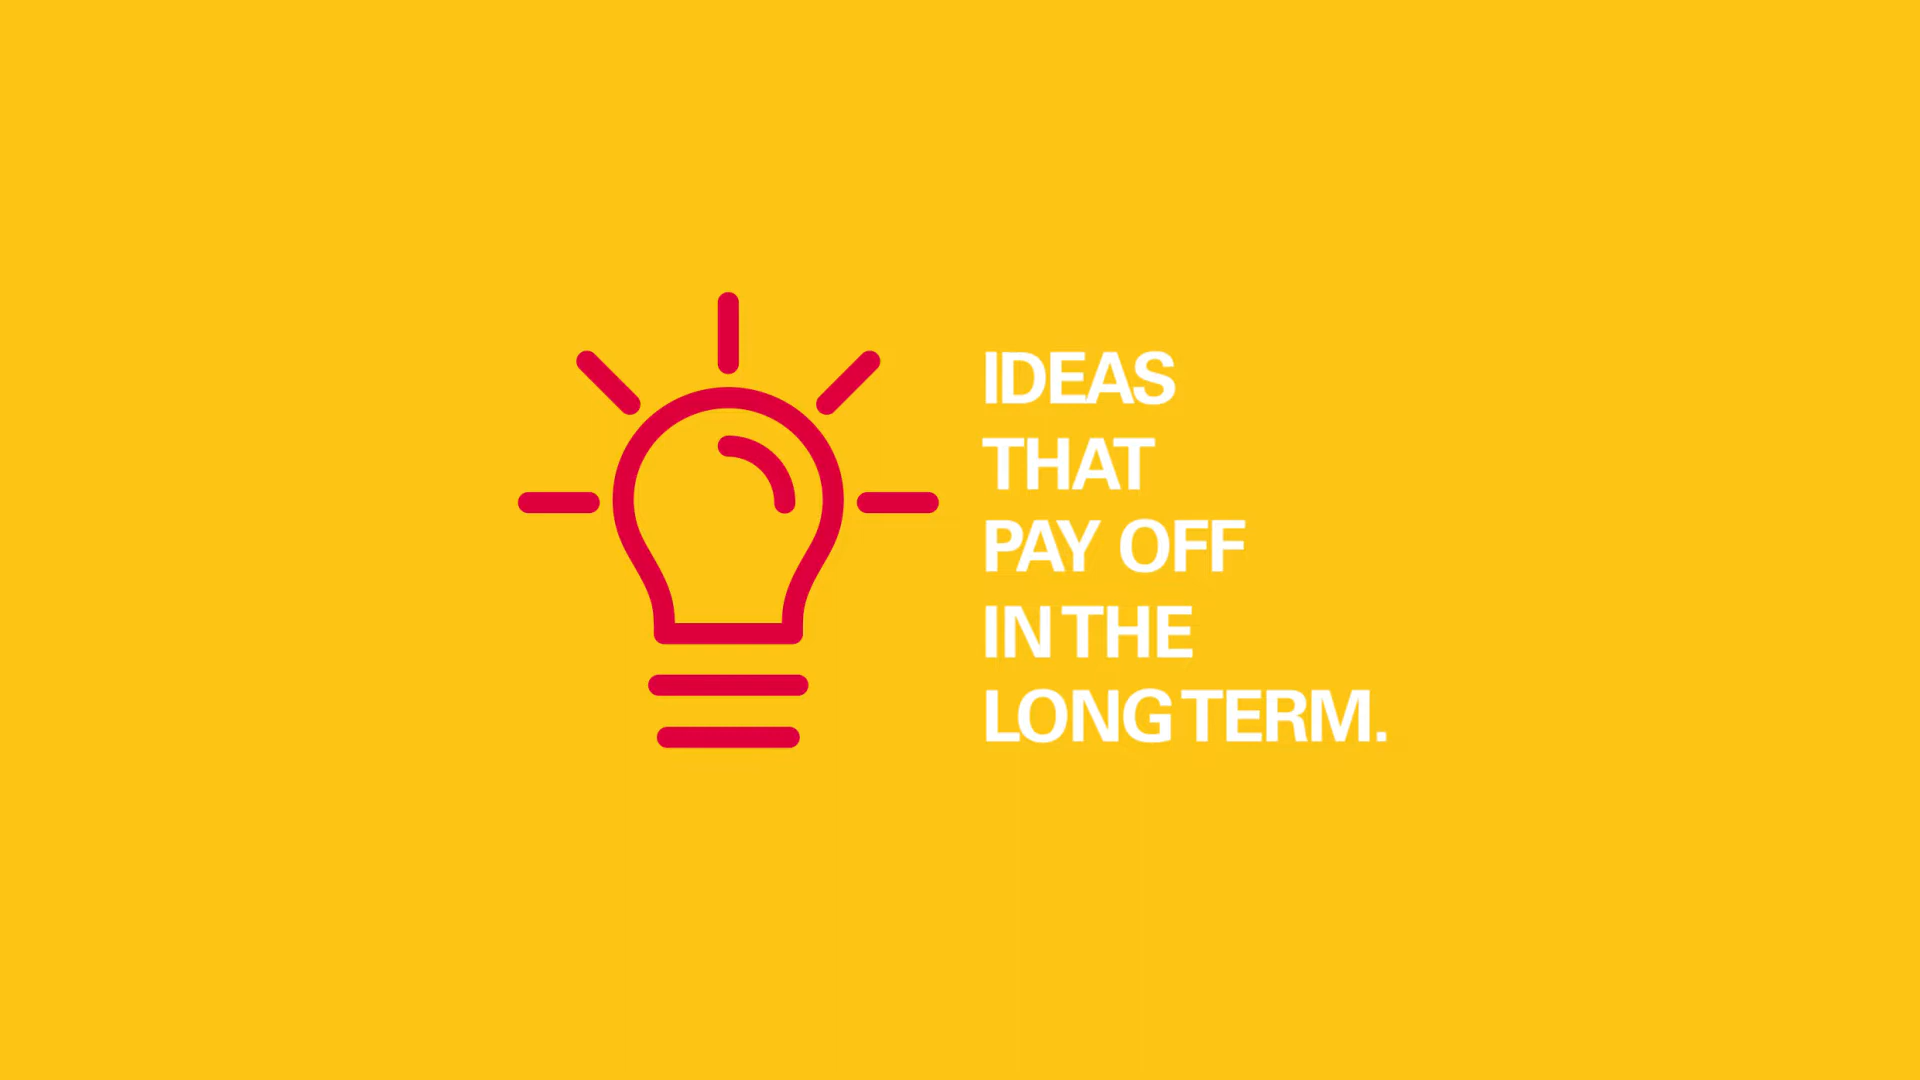 IDEAS
THAT
PAY OFF
IN THE
LONG TERM.